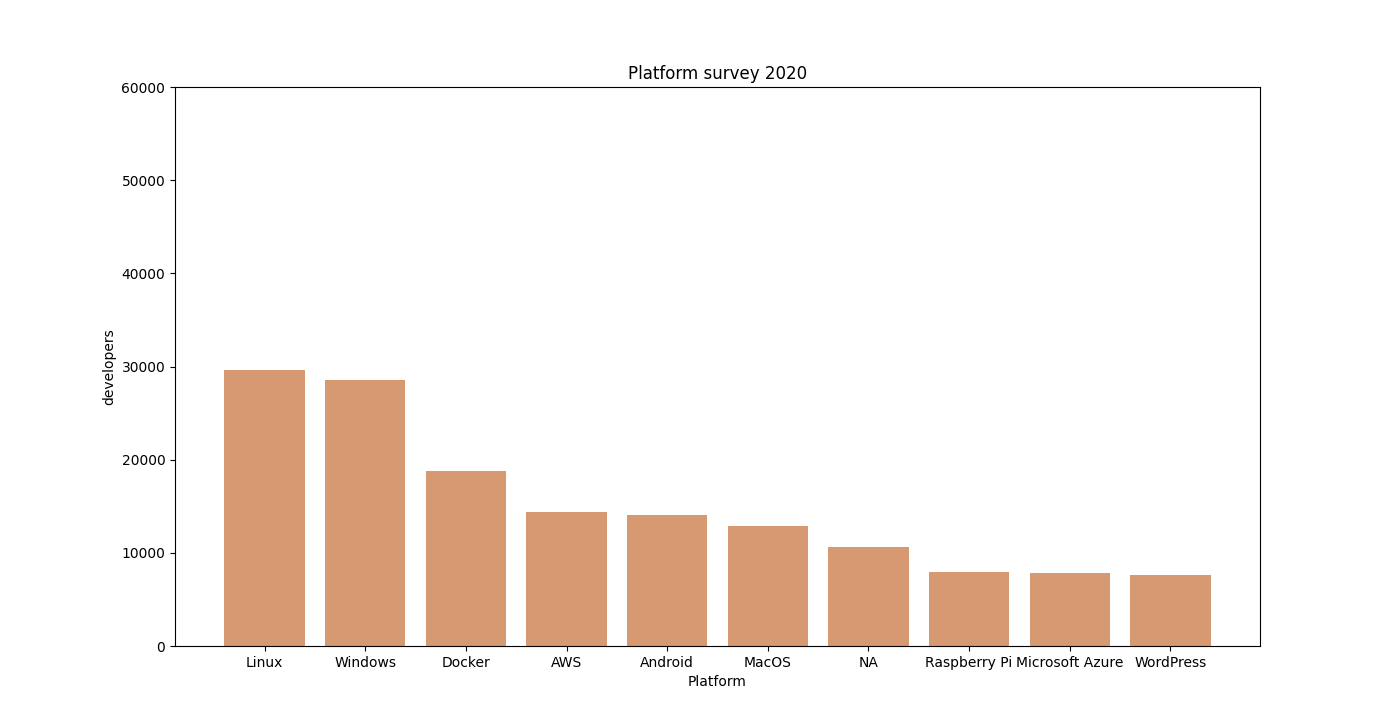 Platform survey 2020
60000
50000
40000
30000
20000
10000
0
developers
Linux Windows Docker AWS Android MacOS NA Raspberry Pi Microsoft Azure WordPress
Platform